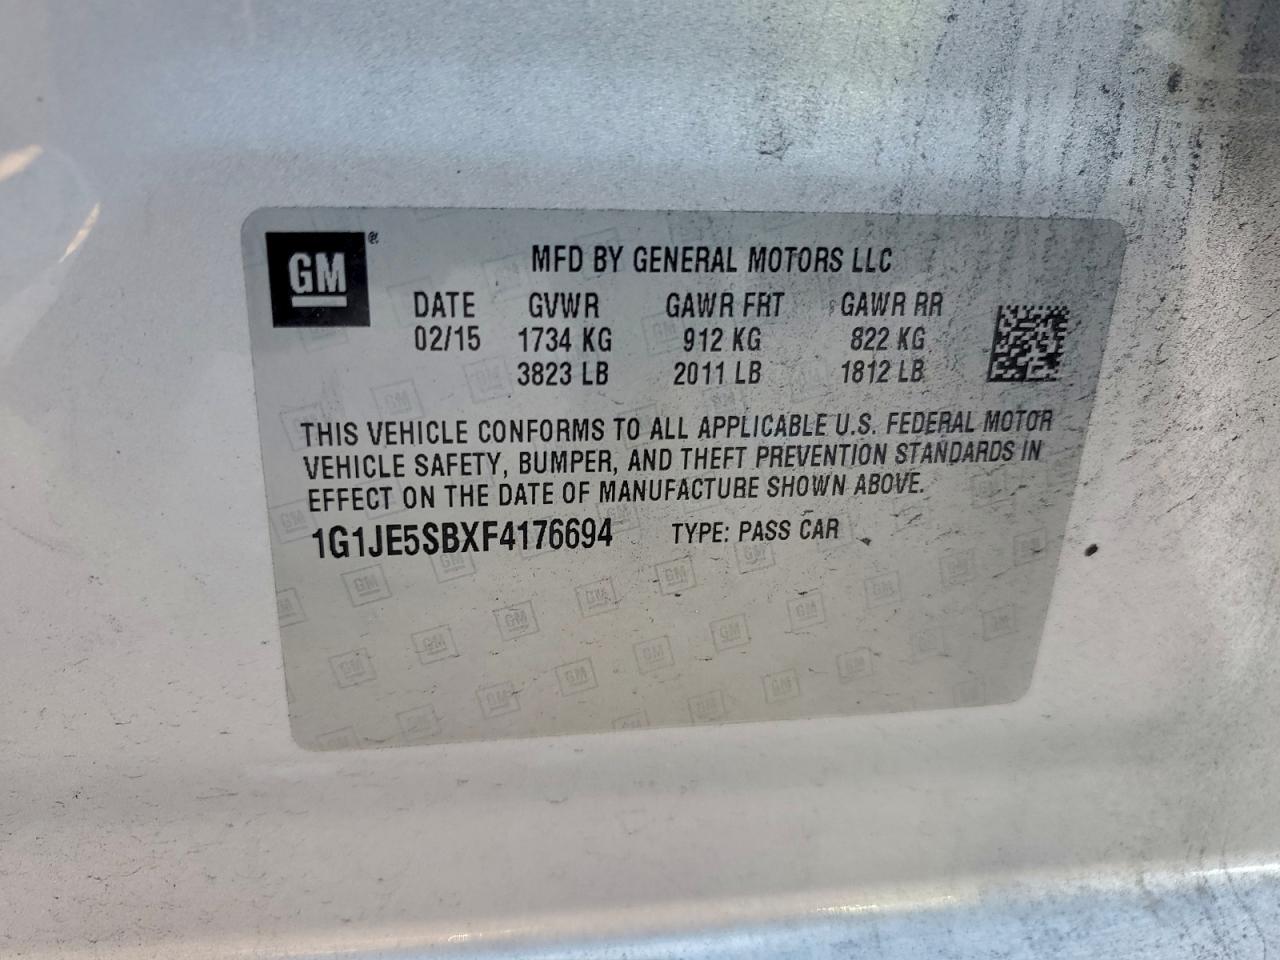 GM®
MFD BY GENERAL MOTORS LLC
DATE GVWR GAWR FRT GAWR RR
02/15 1734 KG 912 KG 822 KG
3823 LB 2011 LB 1812 LB
THIS VEHICLE CONFORMS TO ALL APPLICABLE U.S. FEDERAL MOTOR
VEHICLE SAFETY, BUMPER, AND THEFT PREVENTION STANDARDS IN
EFFECT ON THE DATE OF MANUFACTURE SHOWN ABOVE.
1G1JE5SBXF4176694 TYPE: PASS CAR